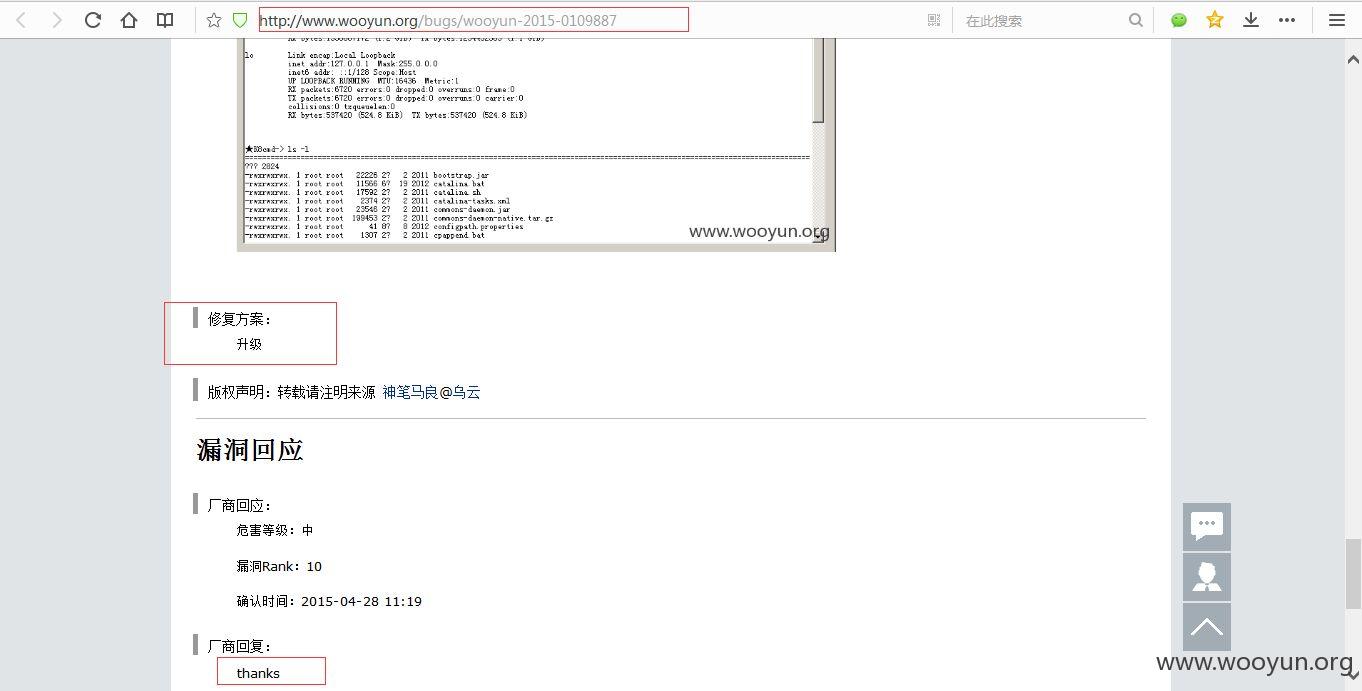 http://www.wooyun.org/bugs/wooyun-2015-0109887
在此搜索
lo Link encap:Local Loopback
inet addr:127.0.0.1 Mask:255.0.0.0
inet6 addr: ::1/128 Scope:Host
UP LOOPBACK RUNNING MTU:16436 Metric:1
RX packets:6720 errors:0 dropped:0 overruns:0 frame:0
TX packets:6720 errors:0 dropped:0 overruns:0 carrier:0
collisions:0 txqueuelen:0
RX bytes:537420 (524.8 KiB) TX bytes:537420 (524.8 KiB)
★K8cmd-> ls -l
??? 2824
-rwxrwxrwx. 1 root root 22228 2? 2 2011 bootstrap.jar
-rwxrwxrwx. 1 root root 11566 6? 19 2012 catalina.bat
-rwxrwxrwx. 1 root root 17592 2? 2 2011 catalina.sh
-rwxrwxrwx. 1 root root 2374 2? 2 2011 catalina-tasks.xml
-rwxrwxrwx. 1 root root 23546 2? 2 2011 commons-daemon.jar
-rwxrwxrwx. 1 root root 199453 2? 2 2011 commons-daemon-native.tar.gz
-rwxrwxrwx. 1 root root 41 8? 8 2012 configpath.properties
-rwxrwxrwx. 1 root root 1307 2? 2 2011 cpappend.bat
www.wooyun.org
修复方案：
升级
版权声明：转载请注明来源 神笔马良@乌云
漏洞回应
厂商回应：
危害等级：中
漏洞Rank：10
确认时间：2015-04-28 11:19
厂商回复：
thanks
www.wooyun.org